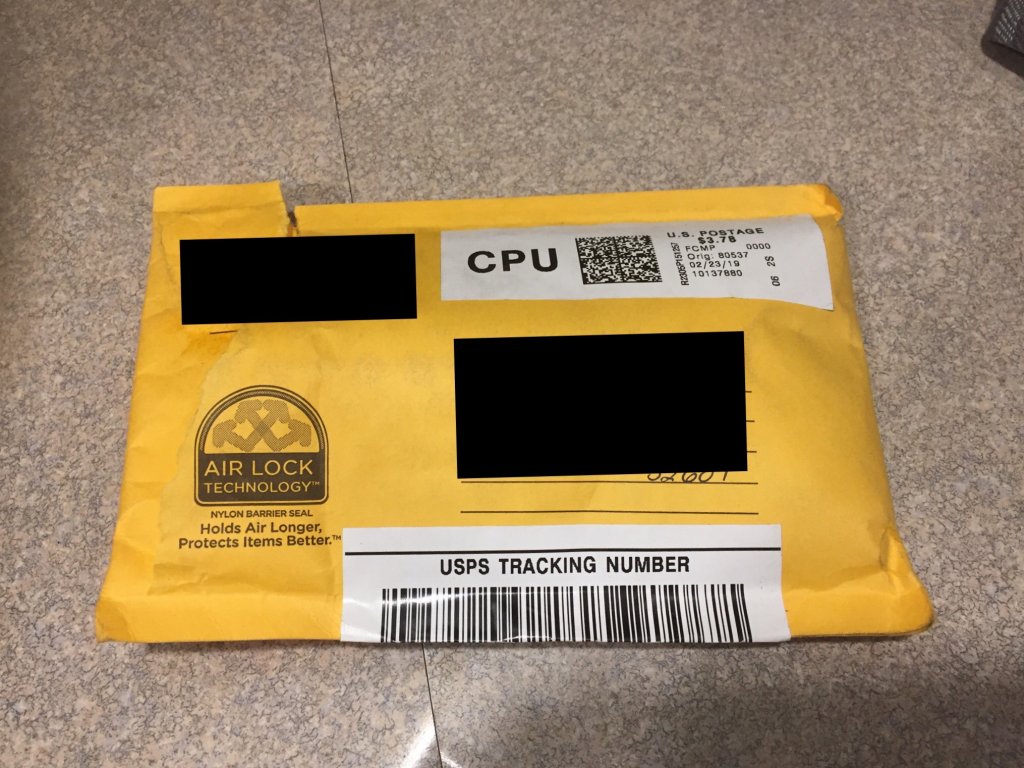 CPU
U.S. POSTAGE
$3.78
FCMP 0000
Orig: 80537
02/23/19
10137880
R2305P151257
06 2S
AIR LOCK
TECHNOLOGY™
NYLON BARRIER SEAL
Holds Air Longer,
Protects Items Better.™
USPS TRACKING NUMBER